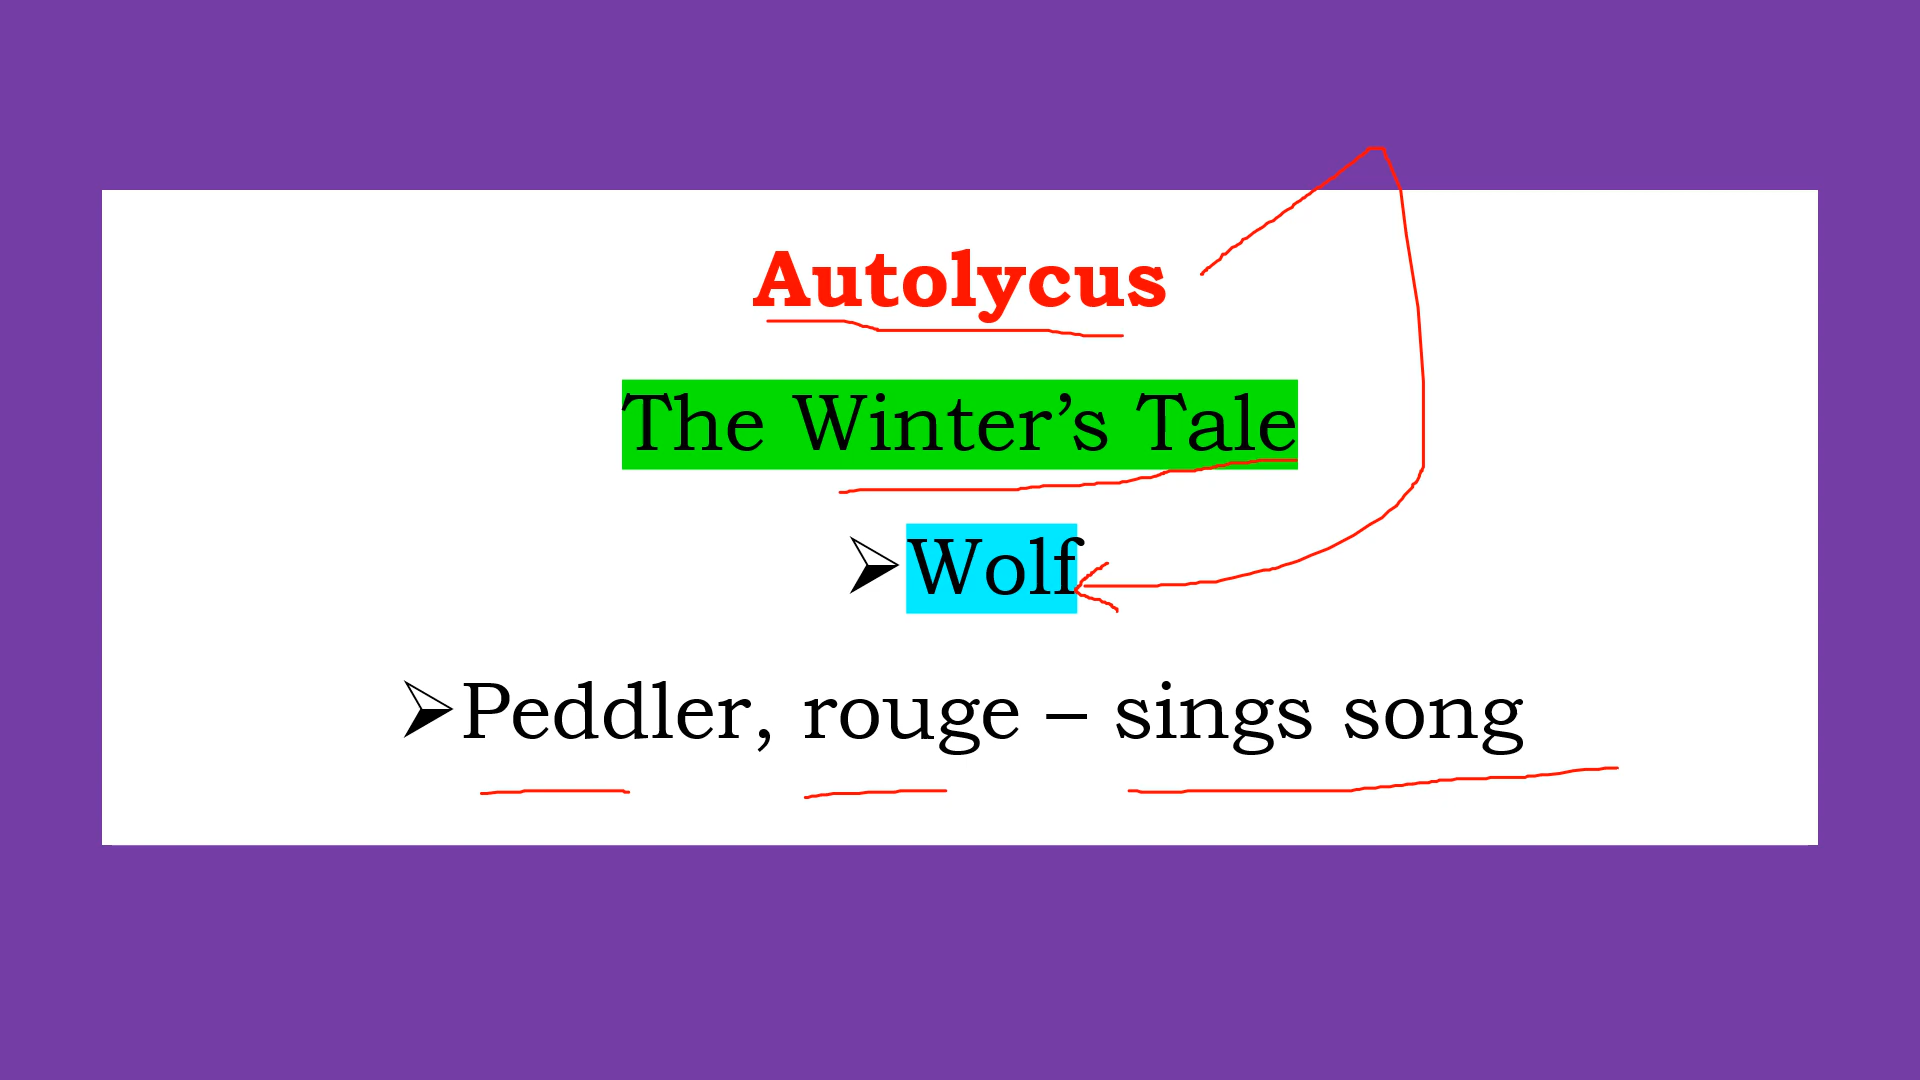 Autolycus
The Winter’s Tale
➢Wolf
➢Peddler, rouge – sings song